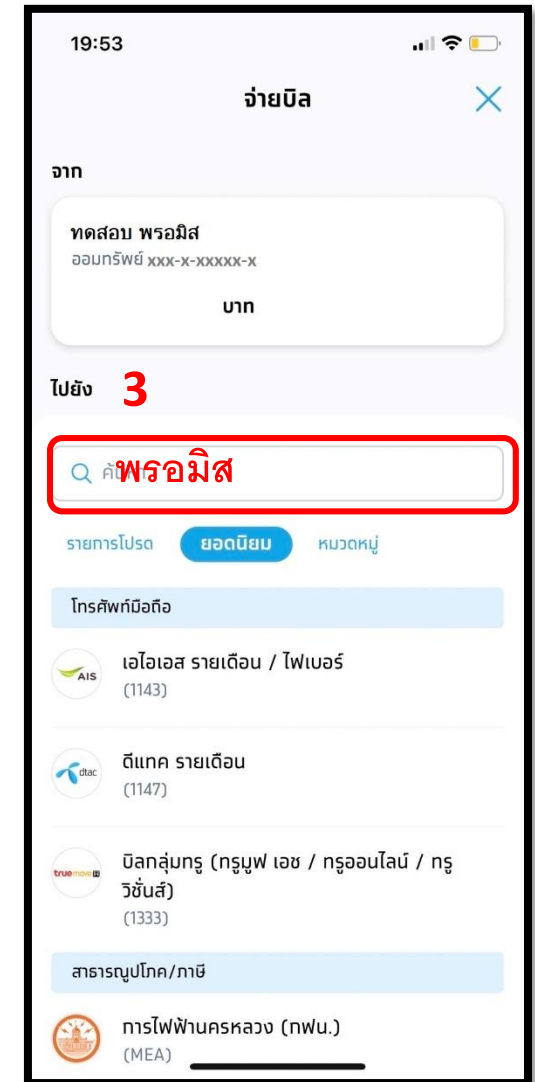 19:53
จ่ายบิล
จาก
ทดสอบ พรอมิส
ออมทรัพย์ xxx-x-xxxxx-x
บาท
ไปยัง 3
พรอมิส
รายการโปรด ยอดนิยม หมวดหมู่
โทรศัพท์มือถือ
AIS
เอไอเอส รายเดือน / ไฟเบอร์
(1143)
dtac
ดีแทค รายเดือน
(1147)
truemove H
บิลกลุ่มทรู (ทรูมูฟ เอช / ทรูออนไลน์ / ทรู
วิชั่นส์)
(1333)
สาธารณูปโภค/ภาษี
การไฟฟ้านครหลวง (กฟน.)
(MEA)